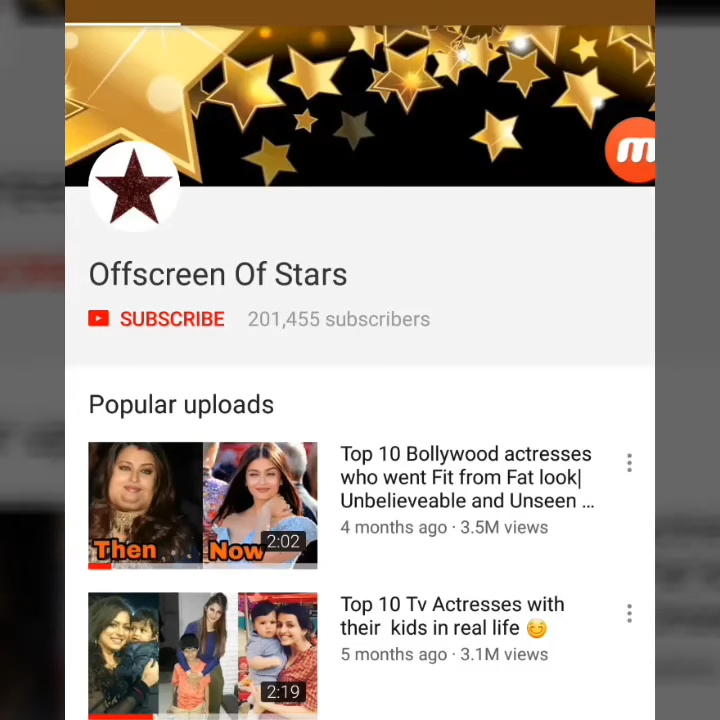 m
Offscreen Of Stars
SUBSCRIBE 201,455 subscribers
Popular uploads
Then
Now
2:02
Top 10 Bollywood actresses
who went Fit from Fat look|
Unbelieveable and Unseen ...
4 months ago · 3.5M views
2:19
Top 10 Tv Actresses with
their kids in real life 😊
5 months ago · 3.1M views